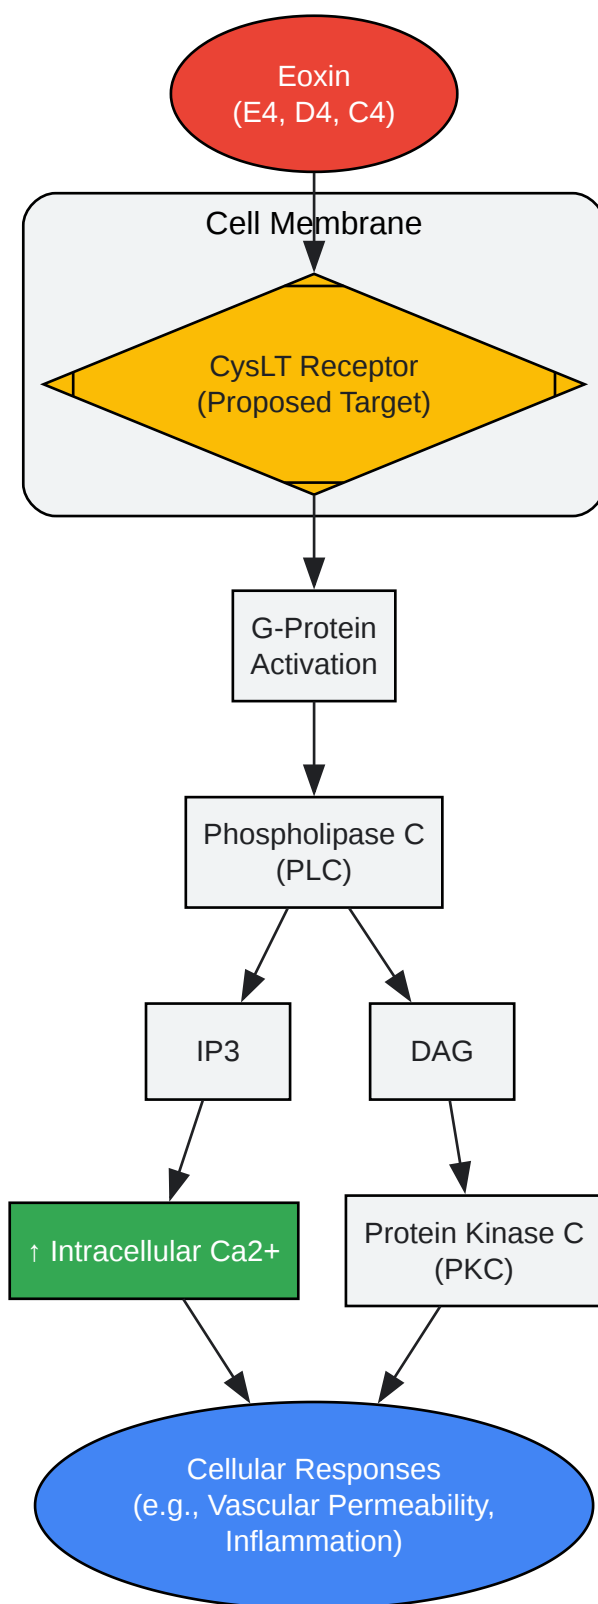 Eoxin
(E4, D4, C4)
Cell Membrane
CysLT Receptor
(Proposed Target)
G-Protein
Activation
Phospholipase C
(PLC)
IP3
DAG
↑ Intracellular Ca2+
Protein Kinase C
(PKC)
Cellular Responses
(e.g., Vascular Permeability,
Inflammation)